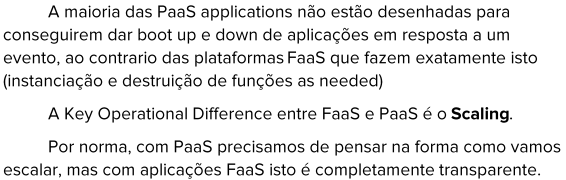 A maioria das PaaS applications não estão desenhadas para
conseguirem dar boot up e down de aplicações em resposta a um
evento, ao contrario das plataformas FaaS que fazem exatamente isto
(instanciação e destruição de funções as needed)
A Key Operational Difference entre FaaS e PaaS é o Scaling.
Por norma, com PaaS precisamos de pensar na forma como vamos
escalar, mas com aplicações FaaS isto é completamente transparente.